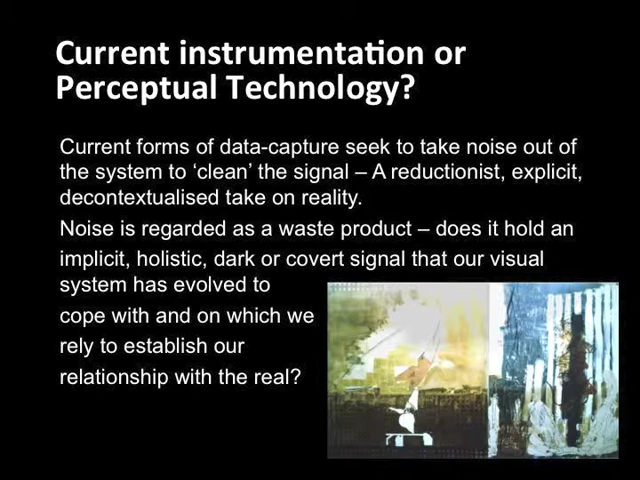 Current instrumentation or
Perceptual Technology?
Current forms of data-capture seek to take noise out of
the system to ‘clean’ the signal – A reductionist, explicit,
decontextualised take on reality.
Noise is regarded as a waste product – does it hold an
implicit, holistic, dark or covert signal that our visual
system has evolved to
cope with and on which we
rely to establish our
relationship with the real?